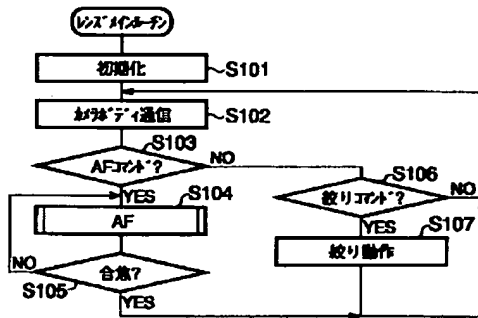 レンズメインルーチン
初期化
S101
カメラボディ通信
S102
S103
AFコマンド?
NO
YES
S104
AF
NO
合焦?
S105
YES
S106
絞りコマンド?
NO
YES
S107
絞り動作